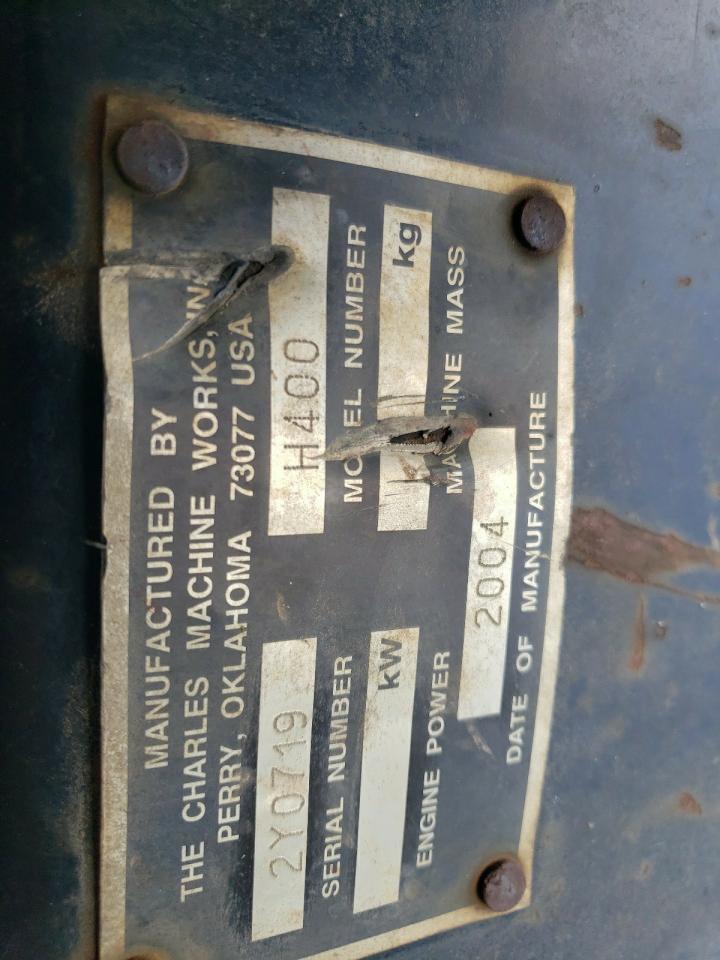 MANUFACTURED BY
THE CHARLES MACHINE WORKS, IN
PERRY, OKLAHOMA 73077 USA
2Y0719 H400
SERIAL NUMBER MODEL NUMBER
kW kg
ENGINE POWER MACHINE MASS
2004
DATE OF MANUFACTURE